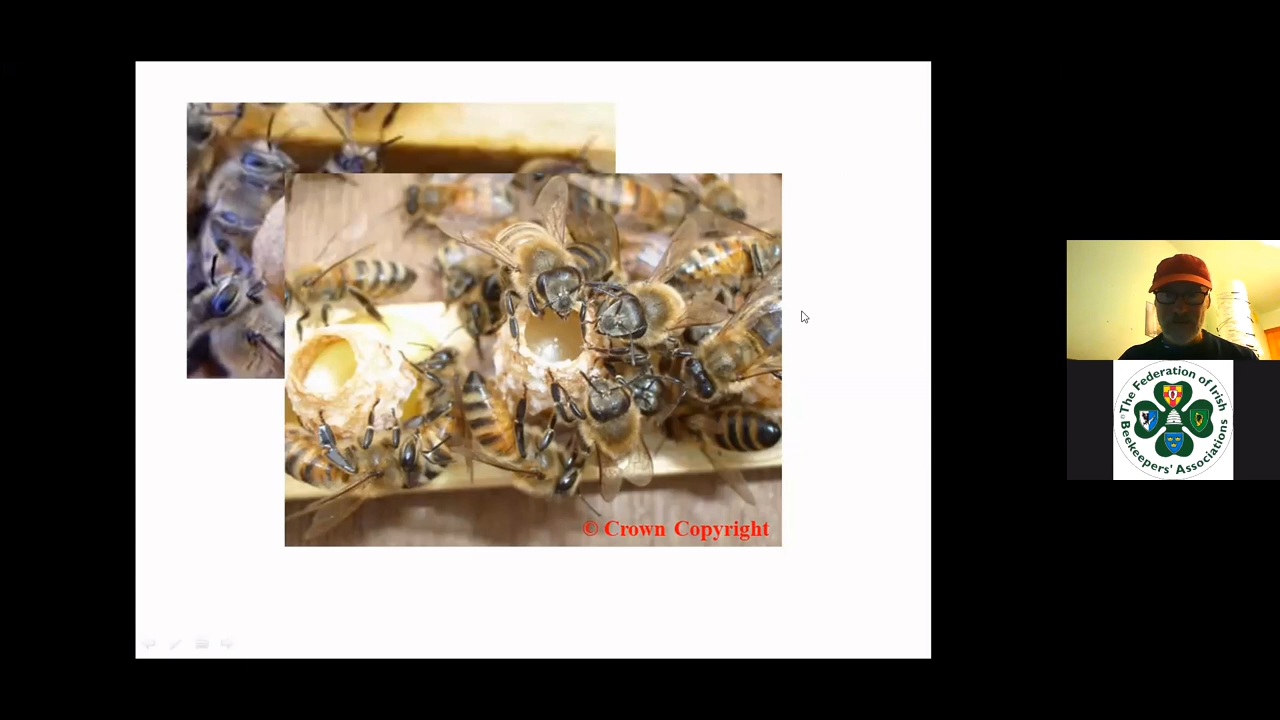 © Crown Copyright
The Federation of Irish
Beekeepers' Associations